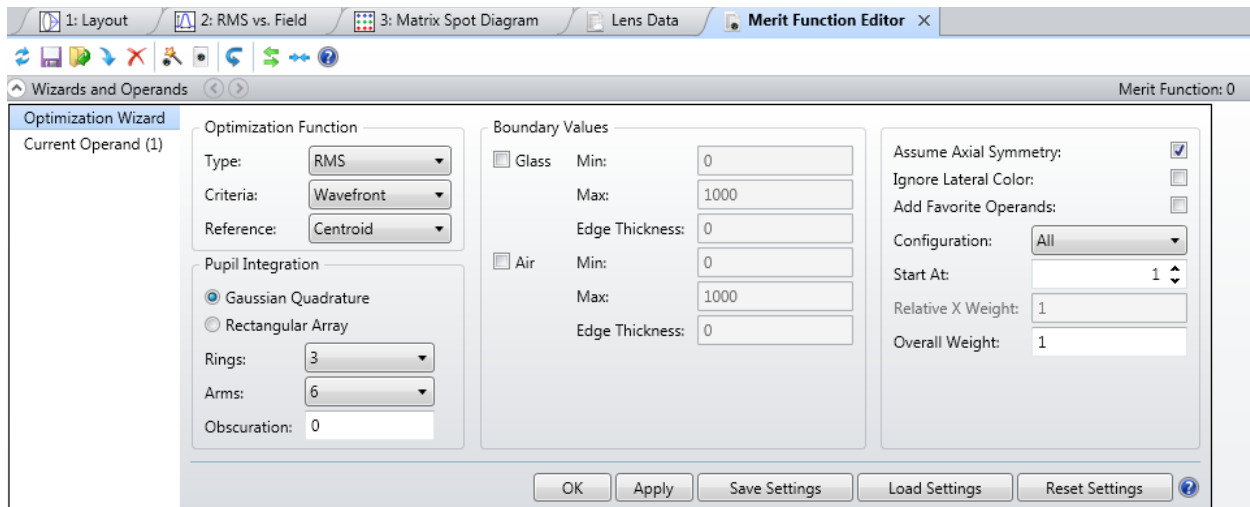 1: Layout 2: RMS vs. Field 3: Matrix Spot Diagram Lens Data Merit Function Editor
Wizards and Operands Merit Function: 0
Optimization Wizard
Current Operand (1)
Optimization Function
Type: RMS
Criteria: Wavefront
Reference: Centroid
Pupil Integration
Gaussian Quadrature
Rectangular Array
Rings: 3
Arms: 6
Obscuration: 0
Boundary Values
Glass Min: 0
Max: 1000
Edge Thickness: 0
Air Min: 0
Max: 1000
Edge Thickness: 0
Assume Axial Symmetry:
Ignore Lateral Color:
Add Favorite Operands:
Configuration: All
Start At: 1
Relative X Weight: 1
Overall Weight: 1
OK Apply Save Settings Load Settings Reset Settings